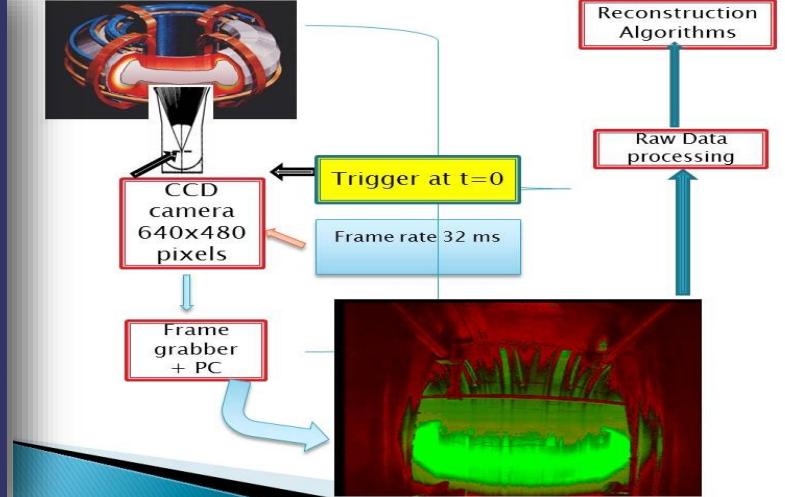 Reconstruction
Algorithms
Raw Data
processing
Trigger at t=0
CCD
camera
640x480
pixels
Frame rate 32 ms
Frame
grabber
+ PC